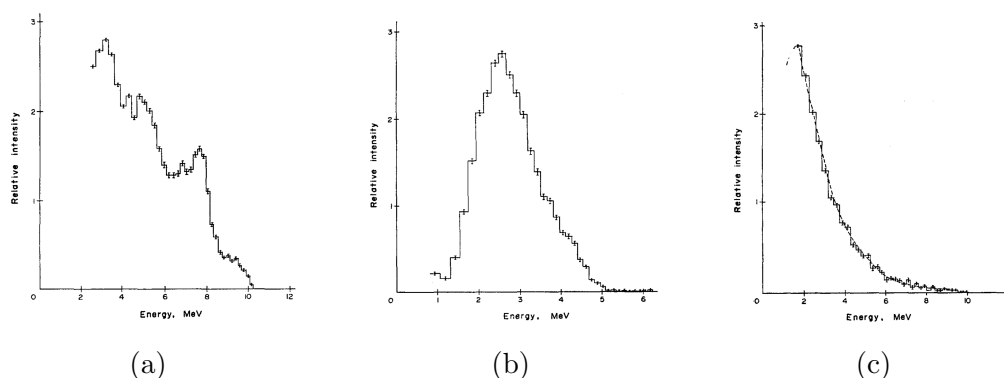 3
2
1
0
0 2 4 6 8 10 12
Relative intensity
Energy, MeV
(a)
3
2
1
0
1 2 3 4 5 6
Relative intensity
Energy, MeV
(b)
3
2
1
0
2 4 6 8 10
Relative intensity
Energy, MeV
(c)